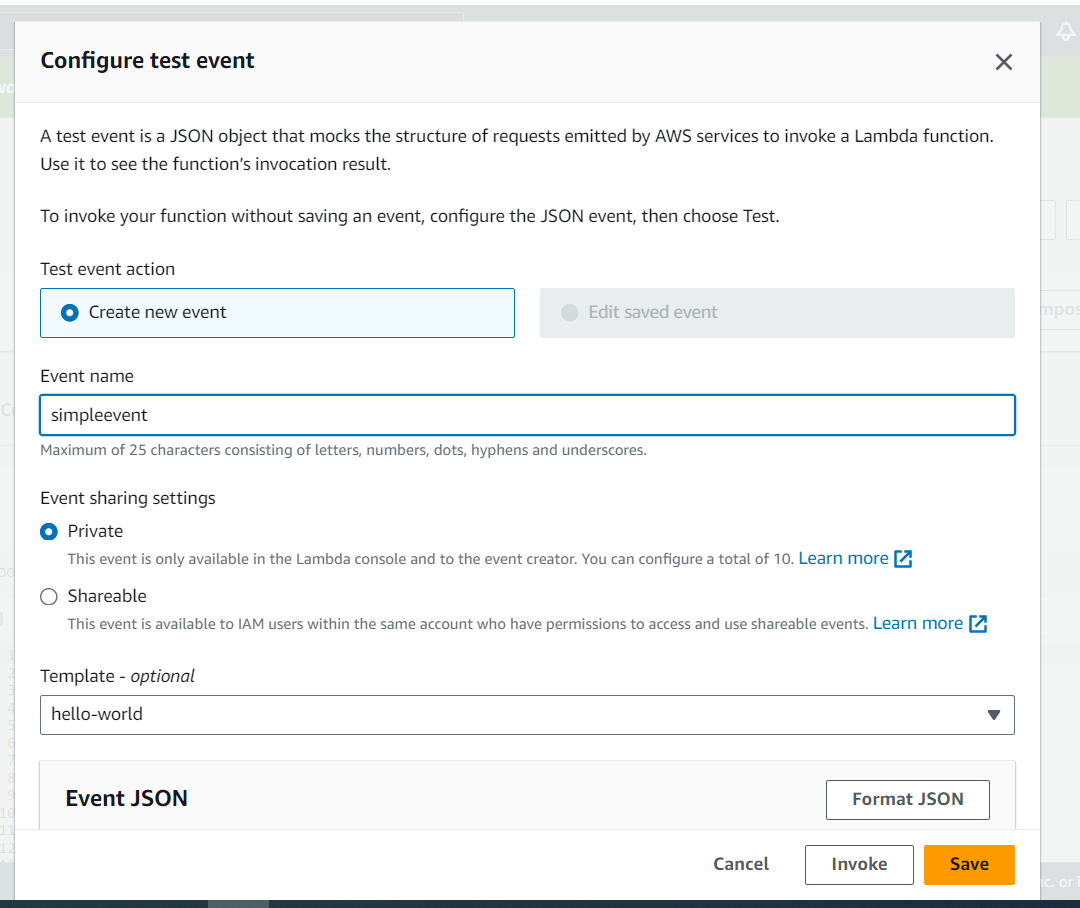 Configure test event
A test event is a JSON object that mocks the structure of requests emitted by AWS services to invoke a Lambda function.
Use it to see the function’s invocation result.
To invoke your function without saving an event, configure the JSON event, then choose Test.
Test event action
Create new event
Edit saved event
Event name
simpleevent
Maximum of 25 characters consisting of letters, numbers, dots, hyphens and underscores.
Event sharing settings
Private
This event is only available in the Lambda console and to the event creator. You can configure a total of 10. Learn more
Shareable
This event is available to IAM users within the same account who have permissions to access and use shareable events. Learn more
Template - optional
hello-world
Event JSON
Format JSON
Cancel
Invoke
Save